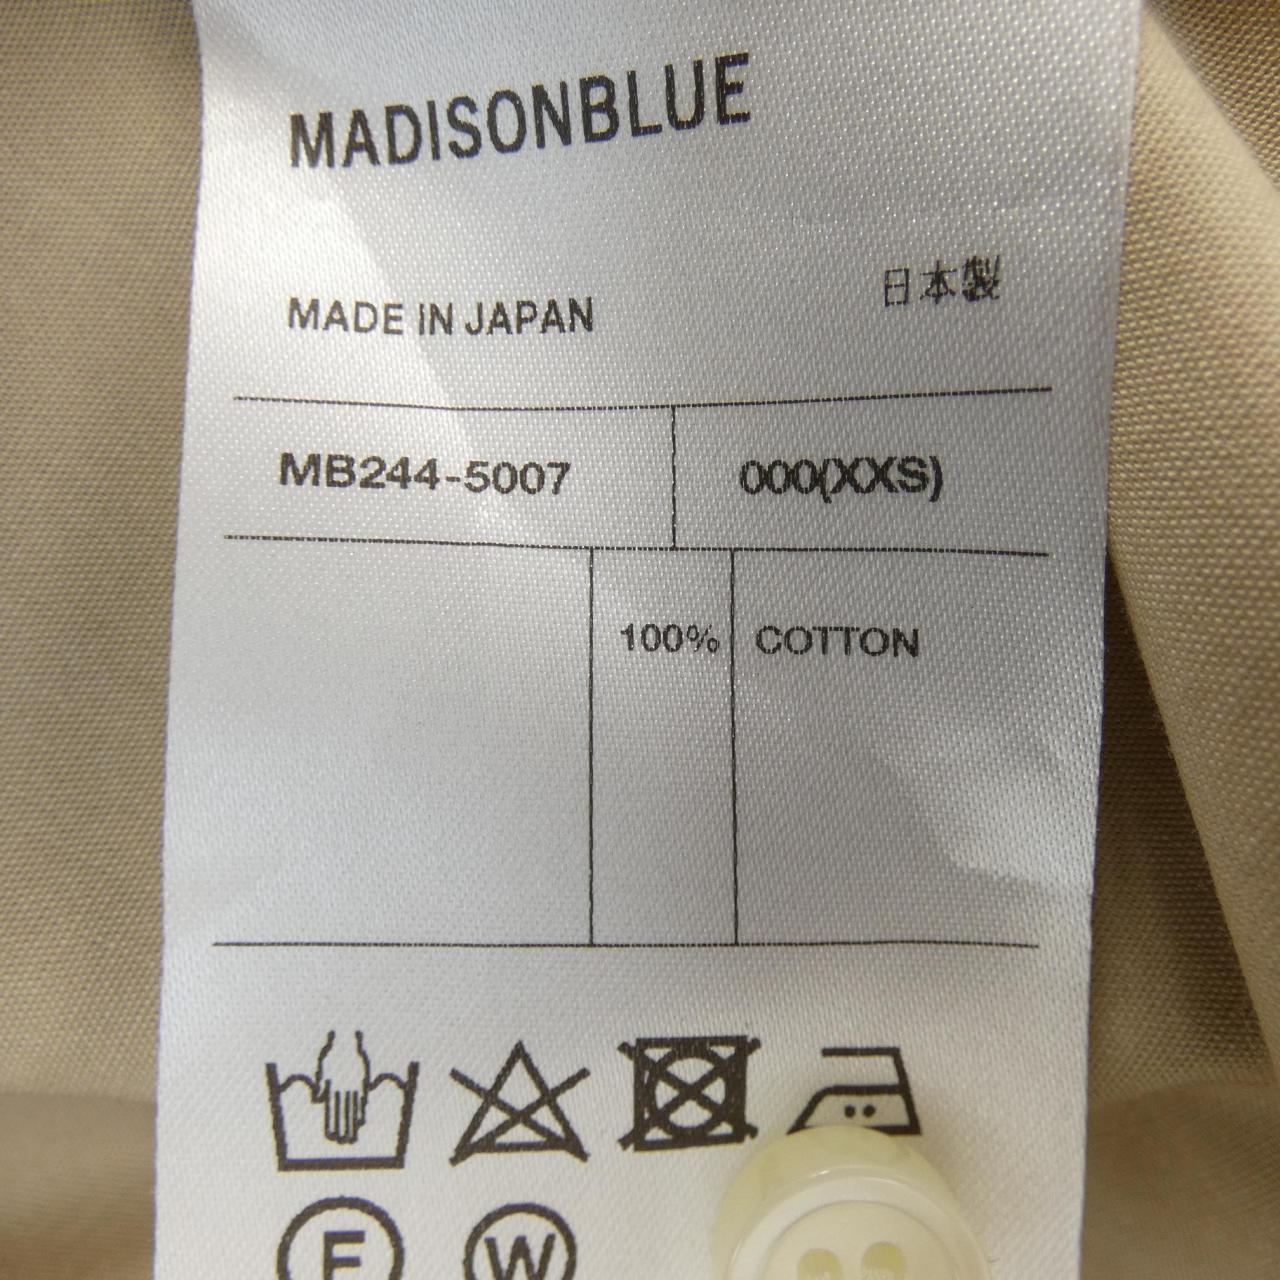 MADISONBLUE
MADE IN JAPAN 日本製
MB244-5007 000(XXS)
100% COTTON
F W